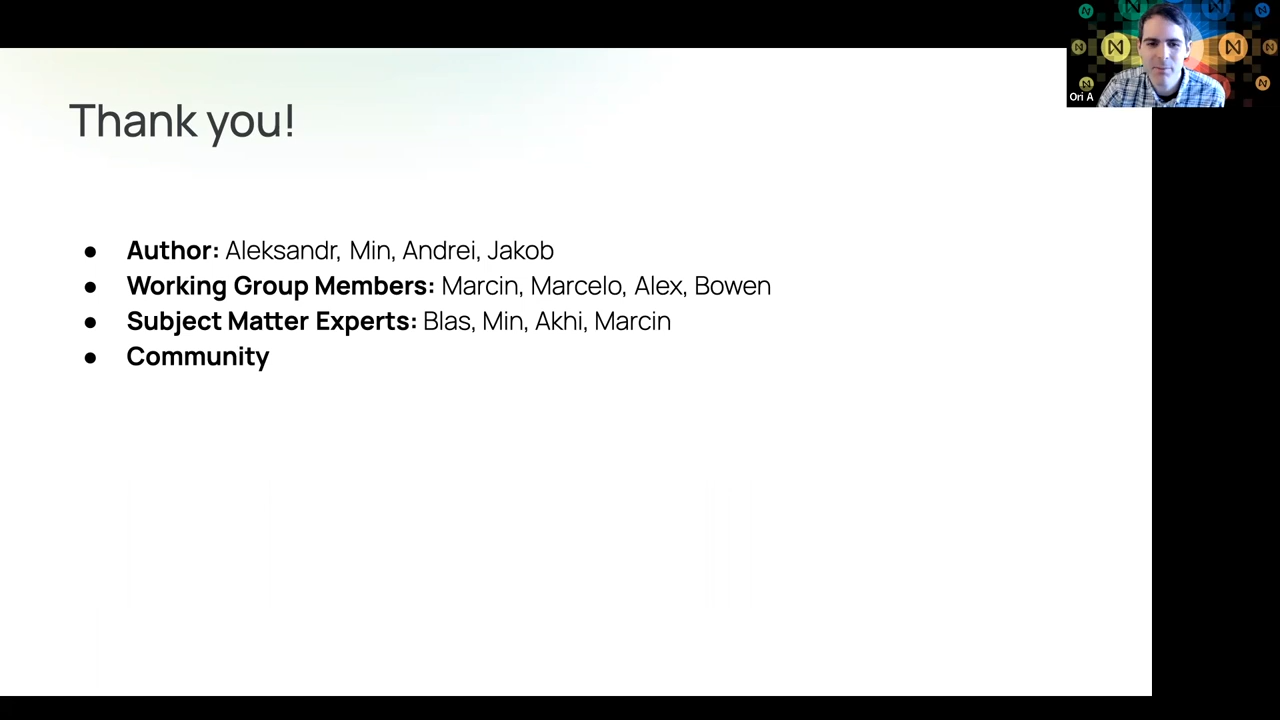 Thank you!
● Author: Aleksandr, Min, Andrei, Jakob
● Working Group Members: Marcin, Marcelo, Alex, Bowen
● Subject Matter Experts: Blas, Min, Akhi, Marcin
● Community
Ori A